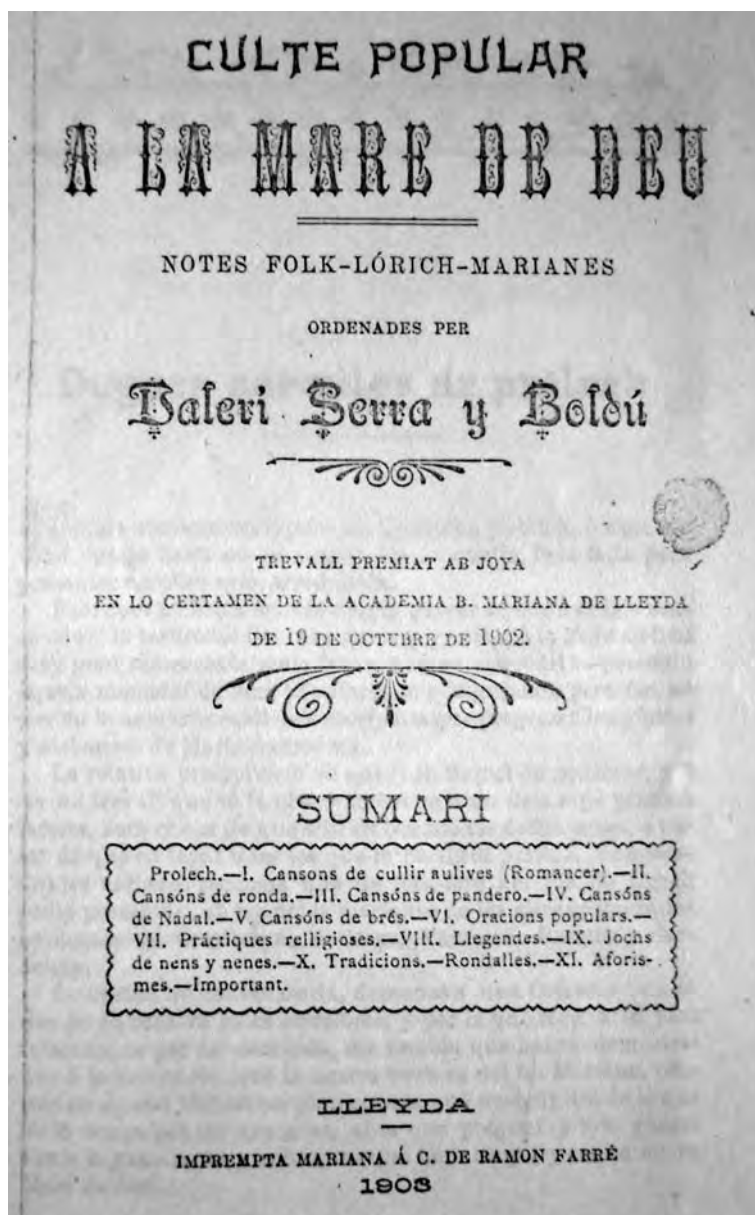 CULTE POPULAR
A LA MARE DE DEU
NOTES FOLK-LÓRICH-MARIANES
ORDENADES PER
Valeri Serra y Boldú
TREVALL PREMIAT AB JOYA
EN LO CERTAMEN DE LA ACADEMIA B. MARIANA DE LLEYDA
DE 19 DE OCTUBRE DE 1902.
SUMARI
Prolech.—I. Cansons de cullir aulives (Romancer).—II.
Cansóns de ronda.—III. Cansóns de pandero.—IV. Cansóns
de Nadal.—V. Cansóns de brés.—VI. Oracions populars.—
VII. Práctiques relligioses.—VIII. Llegendes.—IX. Jochs
de nens y nenes.—X. Tradicions.—Rondalles.—XI. Aforis-
mes.—Important.
LLEYDA
IMPREMPTA MARIANA Á C. DE RAMON FARRÉ
1903